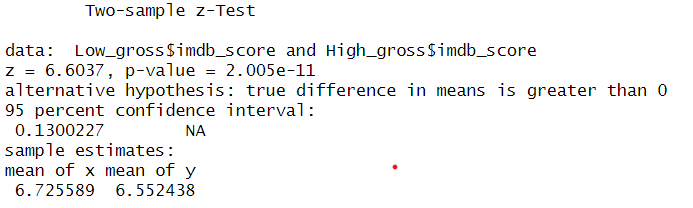 Two-sample z-Test
data:  Low_gross$imdb_score and High_gross$imdb_score
z = 6.6037, p-value = 2.005e-11
alternative hypothesis: true difference in means is greater than 0
95 percent confidence interval:
 0.1300227        NA
sample estimates:
mean of x mean of y
 6.725589  6.552438